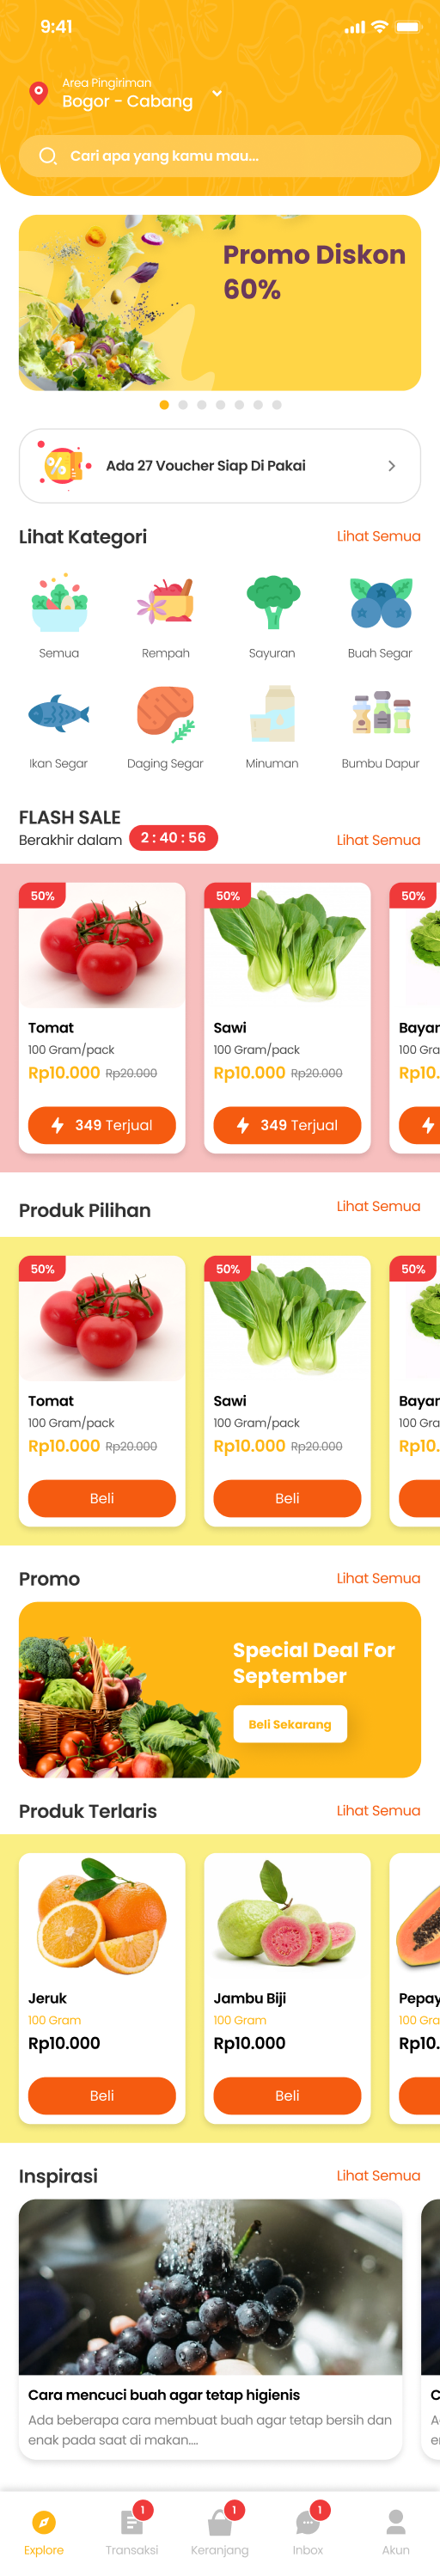 9:41
Area Pingiriman
Bogor - Cabang
Cari apa yang kamu mau...
Promo Diskon
60%
%
Ada 27 Voucher Siap Di Pakai
Lihat Kategori
Lihat Semua
Semua
Rempah
Sayuran
Buah Segar
Ikan Segar
Daging Segar
Minuman
Bumbu Dapur
FLASH SALE
Berakhir dalam
2 : 40 : 56
Lihat Semua
50%
50%
50%
Tomat
Sawi
Bayar
100 Gram/pack
100 Gram/pack
100 Gra
Rp10.000 Rp20.000
Rp10.000 Rp20.000
Rp10.
349 Terjual
349 Terjual
Produk Pilihan
Lihat Semua
50%
50%
50%
Tomat
Sawi
Bayar
100 Gram/pack
100 Gram/pack
100 Gra
Rp10.000 Rp20.000
Rp10.000 Rp20.000
Rp10.
Beli
Beli
Promo
Lihat Semua
Special Deal For
September
Beli Sekarang
Produk Terlaris
Lihat Semua
Jeruk
Jambu Biji
Pepay
100 Gram
100 Gram
100 Gra
Rp10.000
Rp10.000
Rp10.
Beli
Beli
Inspirasi
Lihat Semua
Cara mencuci buah agar tetap higienis
C
Ada beberapa cara membuat buah agar tetap bersih dan
enak pada saat di makan....
A
e
1
1
1
Explore
Transaksi
Keranjang
Inbox
Akun